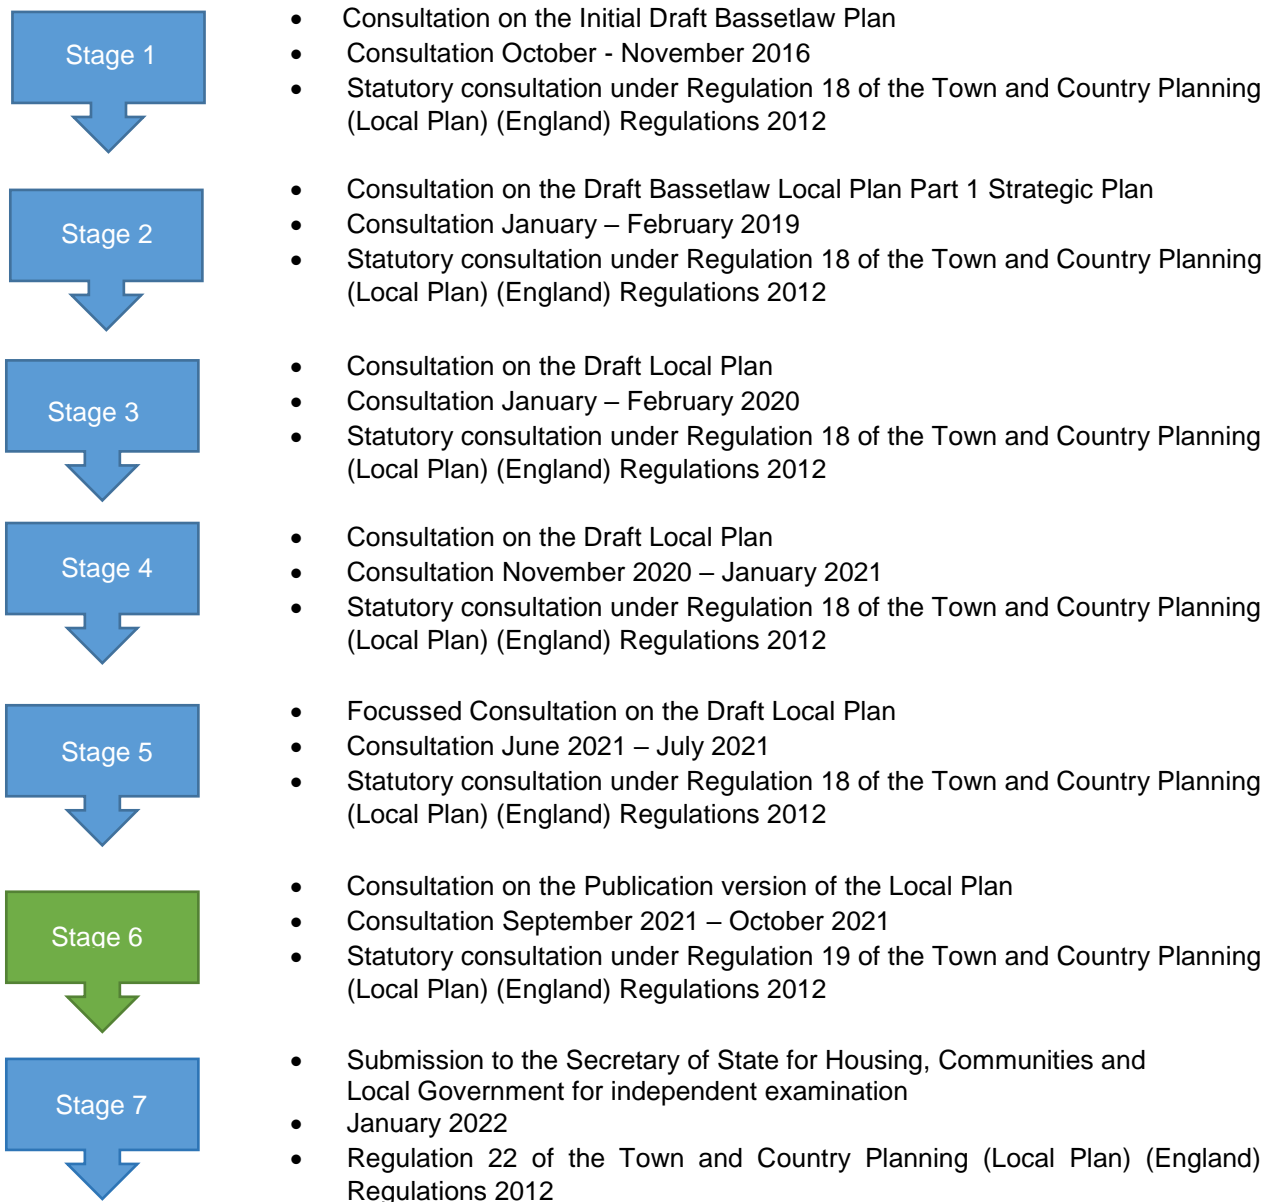 Stage 1
• Consultation on the Initial Draft Bassetlaw Plan
• Consultation October - November 2016
• Statutory consultation under Regulation 18 of the Town and Country Planning
(Local Plan) (England) Regulations 2012
Stage 2
• Consultation on the Draft Bassetlaw Local Plan Part 1 Strategic Plan
• Consultation January – February 2019
• Statutory consultation under Regulation 18 of the Town and Country Planning
(Local Plan) (England) Regulations 2012
Stage 3
• Consultation on the Draft Local Plan
• Consultation January – February 2020
• Statutory consultation under Regulation 18 of the Town and Country Planning
(Local Plan) (England) Regulations 2012
Stage 4
• Consultation on the Draft Local Plan
• Consultation November 2020 – January 2021
• Statutory consultation under Regulation 18 of the Town and Country Planning
(Local Plan) (England) Regulations 2012
Stage 5
• Focussed Consultation on the Draft Local Plan
• Consultation June 2021 – July 2021
• Statutory consultation under Regulation 18 of the Town and Country Planning
(Local Plan) (England) Regulations 2012
Stage 6
• Consultation on the Publication version of the Local Plan
• Consultation September 2021 – October 2021
• Statutory consultation under Regulation 19 of the Town and Country Planning
(Local Plan) (England) Regulations 2012
Stage 7
• Submission to the Secretary of State for Housing, Communities and
Local Government for independent examination
• January 2022
• Regulation 22 of the Town and Country Planning (Local Plan) (England)
Regulations 2012